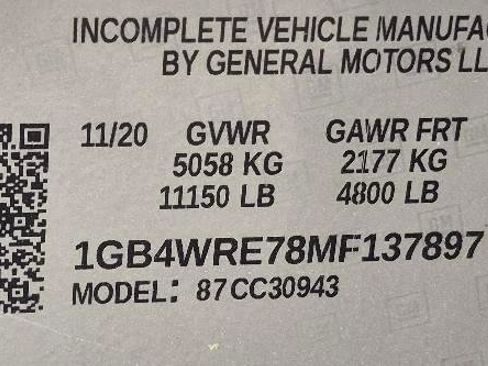 INCOMPLETE VEHICLE MANUFA
BY GENERAL MOTORS LL
11/20 GVWR GAWR FRT
5058 KG 2177 KG
11150 LB 4800 LB
1GB4WRE78MF137897
MODEL: 87CC30943